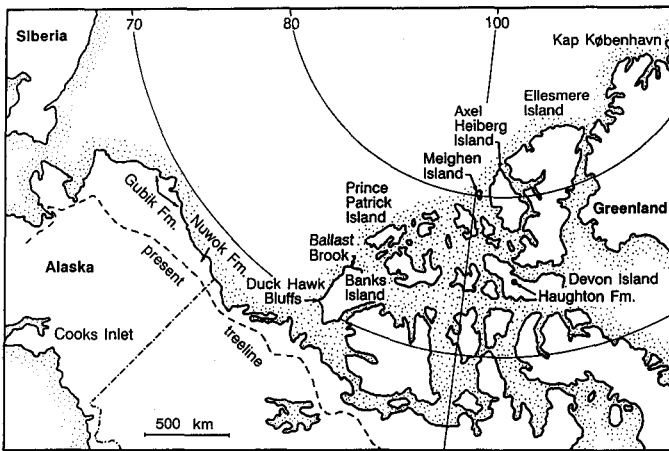 70
80
100
Siberia
Kap København
Ellesmere
Island
Axel
Heiberg
Island
Meighen
Island
Prince
Patrick
Island
Greenland
Gubik Fm.
Nuwok Fm.
Ballast
Brook
Alaska
present
treeline
Duck Hawk
Bluffs
Banks
Island
Devon Island
Haughton Fm.
Cooks Inlet
500 km